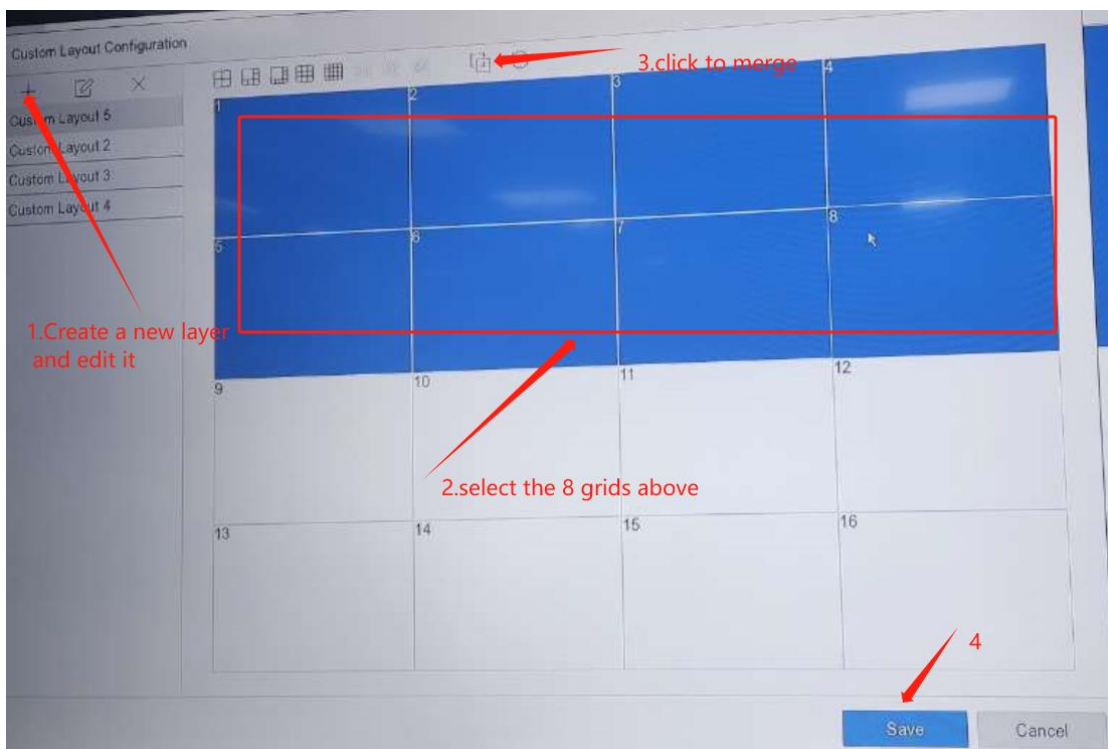 Custom Layout Configuration
3.click to merge
Custom Layout 5
Custom Layout 2
Custom Layout 3
Custom Layout 4
1 2 3 4
5 6 7 8
1.Create a new layer
and edit it
9 10 11 12
2.select the 8 grids above
13 14 15 16
4
Save Cancel